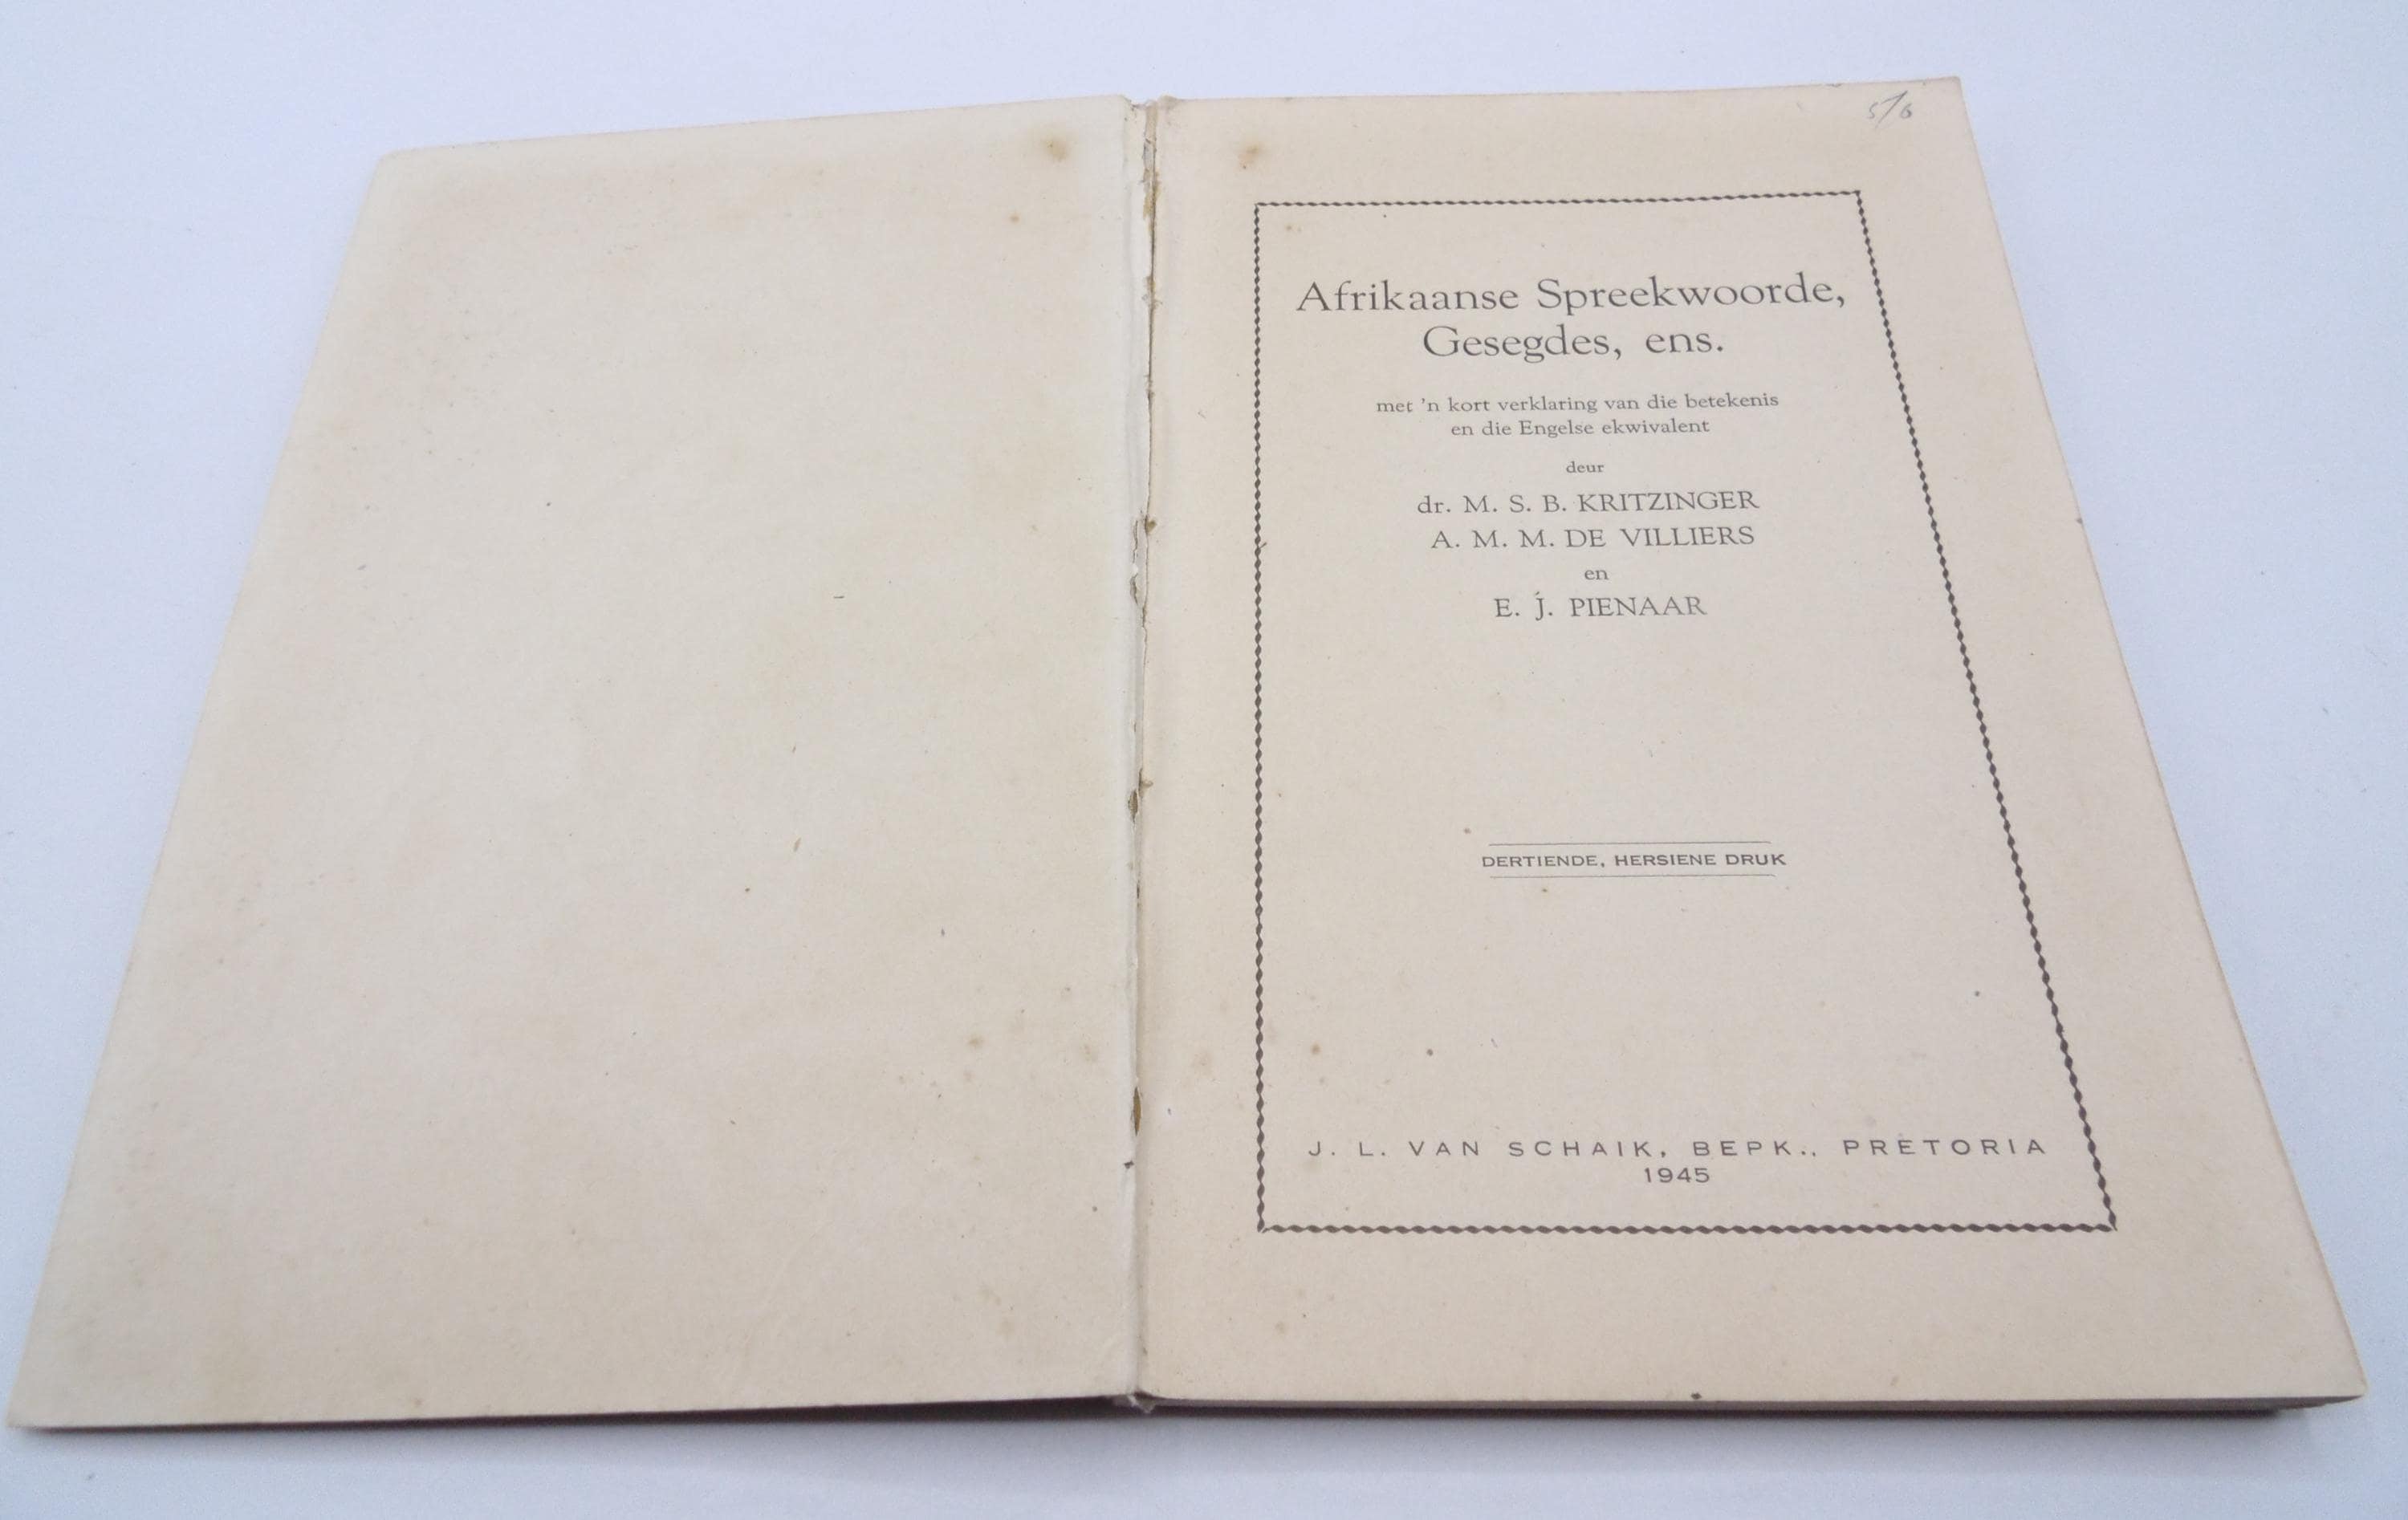 5/6
Afrikaanse Spreekwoorde,
Gesegdes, ens.
met 'n kort verklaring van die betekenis
en die Engelse ekwivalent
deur
dr. M. S. B. KRITZINGER
A. M. M. DE VILLIERS
en
E. J. PIENAAR
DERTIENDE, HERSIENE DRUK
J. L. VAN SCHAIK, BEPK., PRETORIA
1945